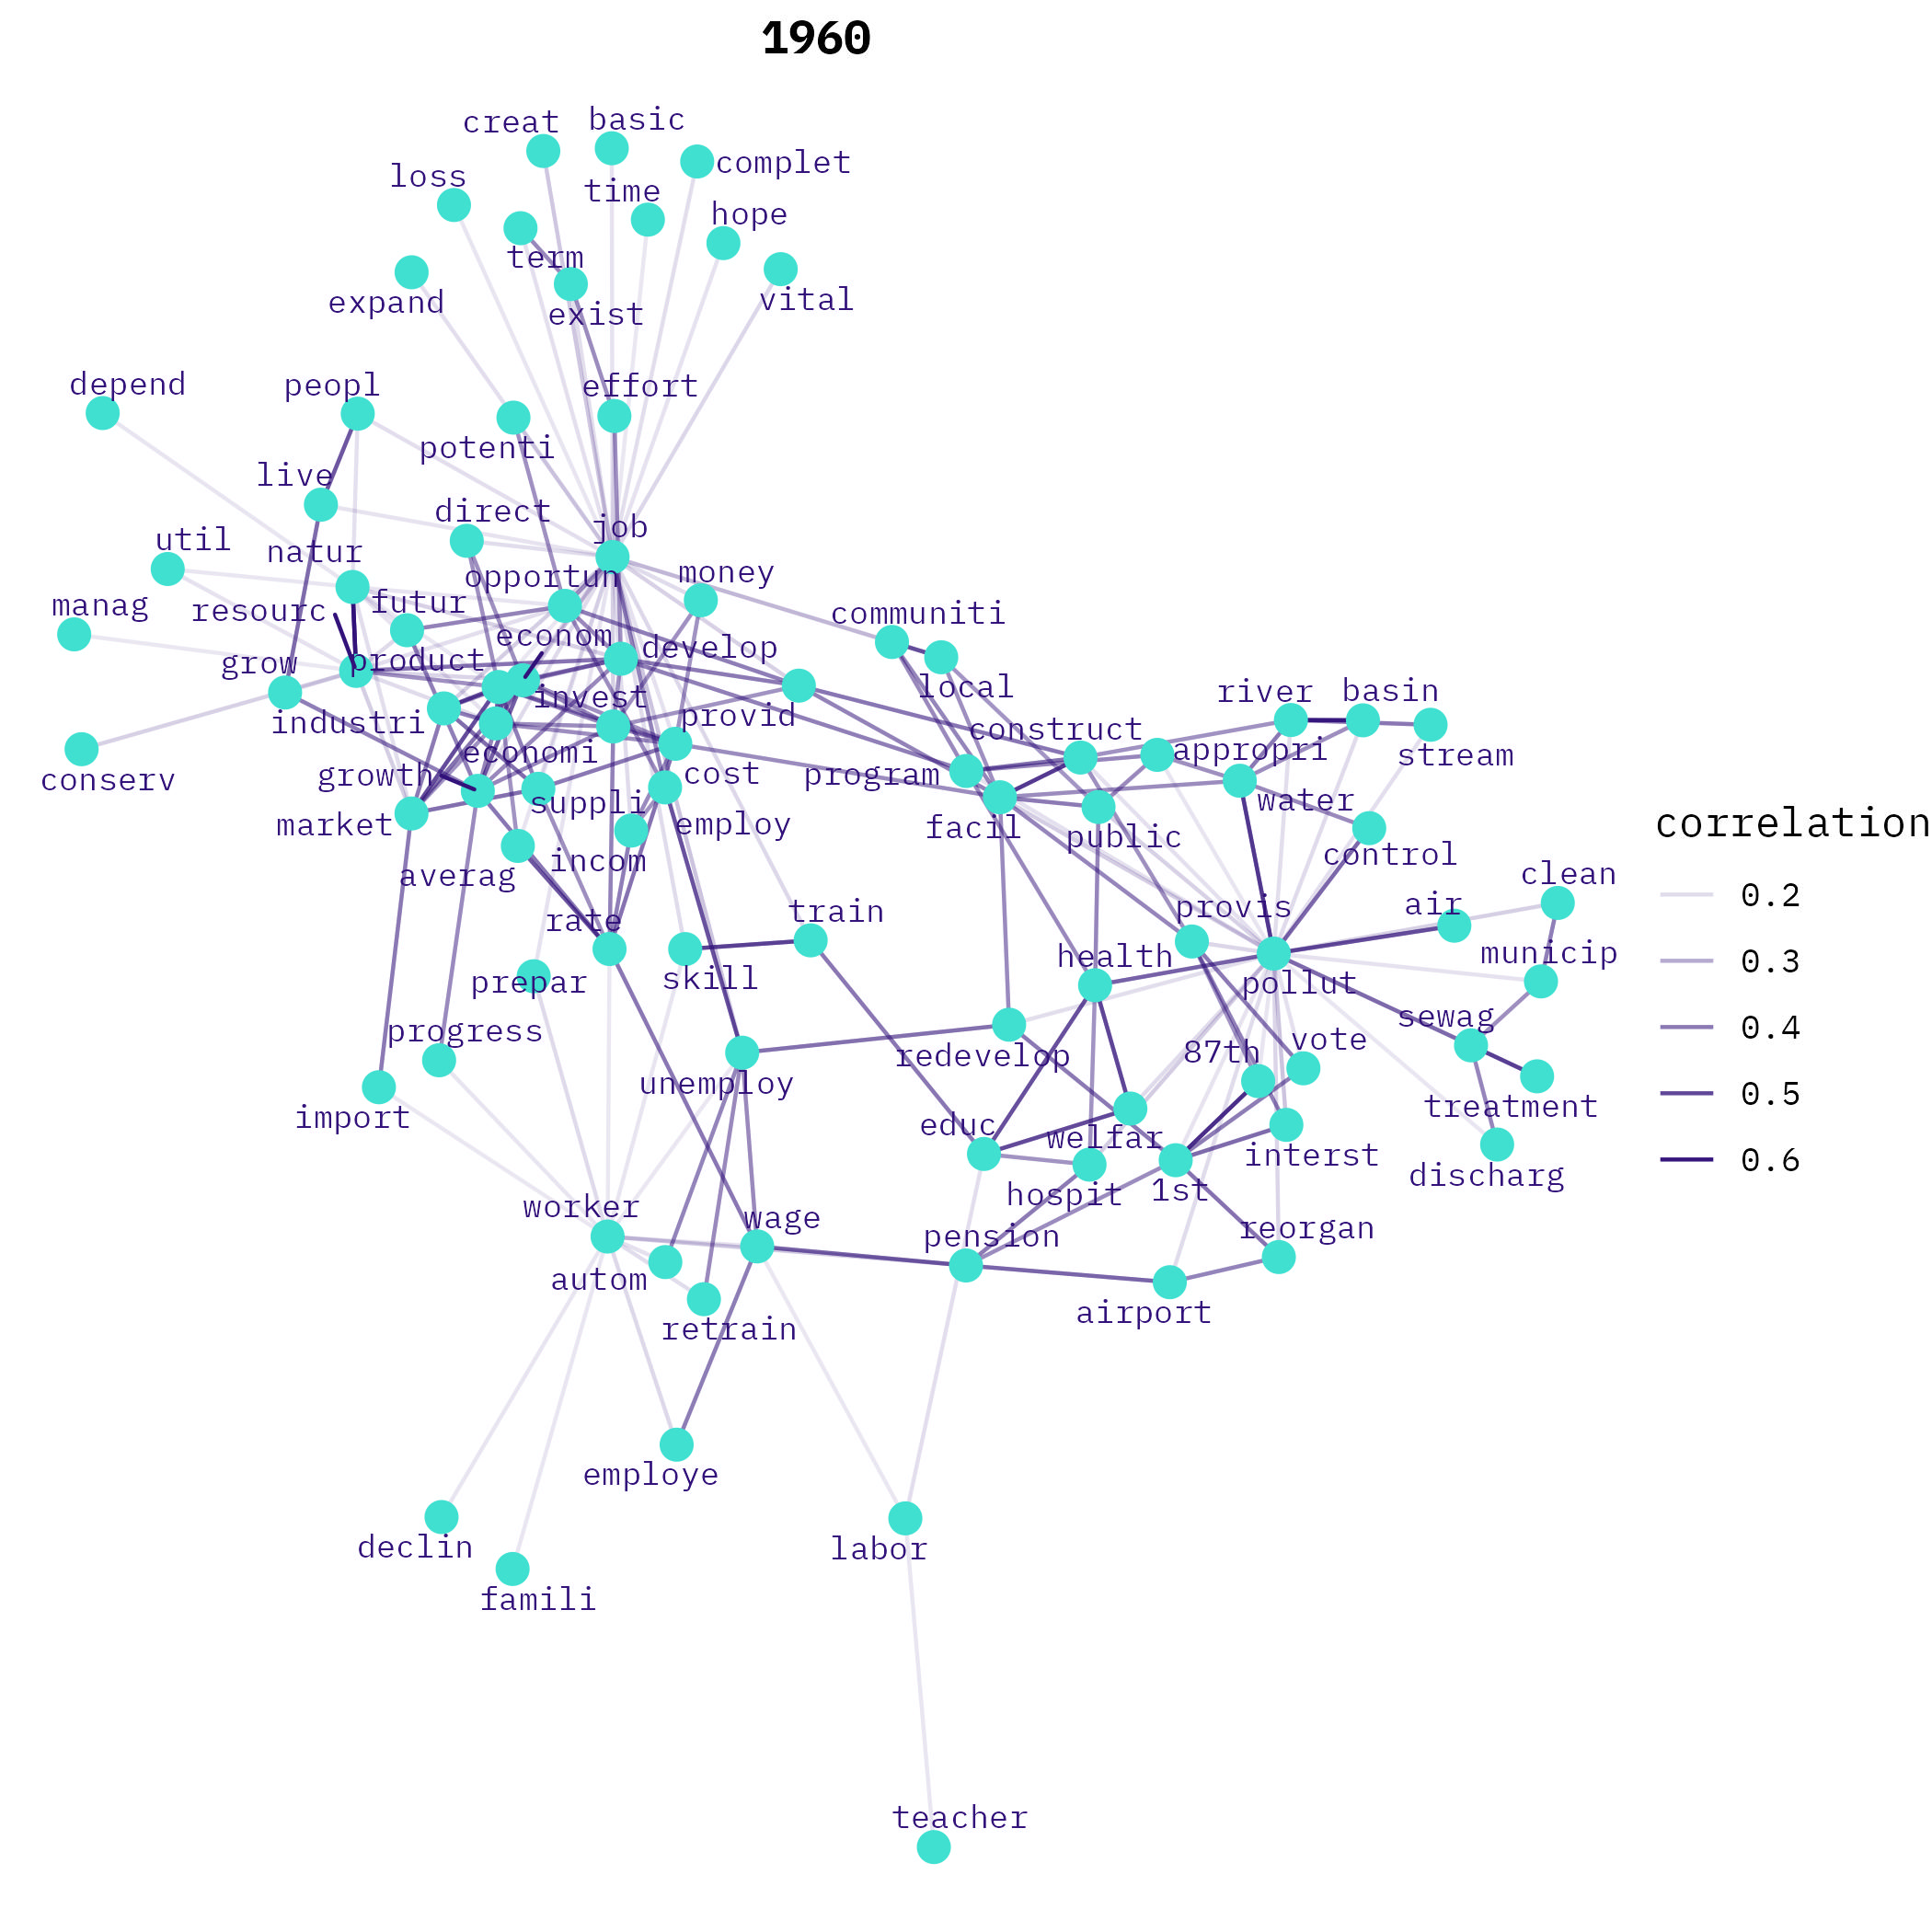 1960
creat
basic
complet
loss
time
hope
term
expand
exist
vital
depend
peopl
effort
potenti
live
direct
job
util
natur
opportun
money
manag
resourc
futur
econom
communiti
grow
product
develop
local
river
basin
industri
invest
provid
construct
appropri
stream
conserv
economi
growth
cost
program
suppli
water
market
employ
facil
public
correlation
averag
incom
control
clean
0.2
rate
train
provis
air
municip
0.3
prepar
skill
health
pollut
sewag
0.4
progress
redevelop
87th
vote
unemploy
treatment
0.5
import
educ
welfar
interst
discharg
0.6
worker
wage
hospit
1st
pension
reorgan
autom
airport
retrain
employe
declin
labor
famili
teacher